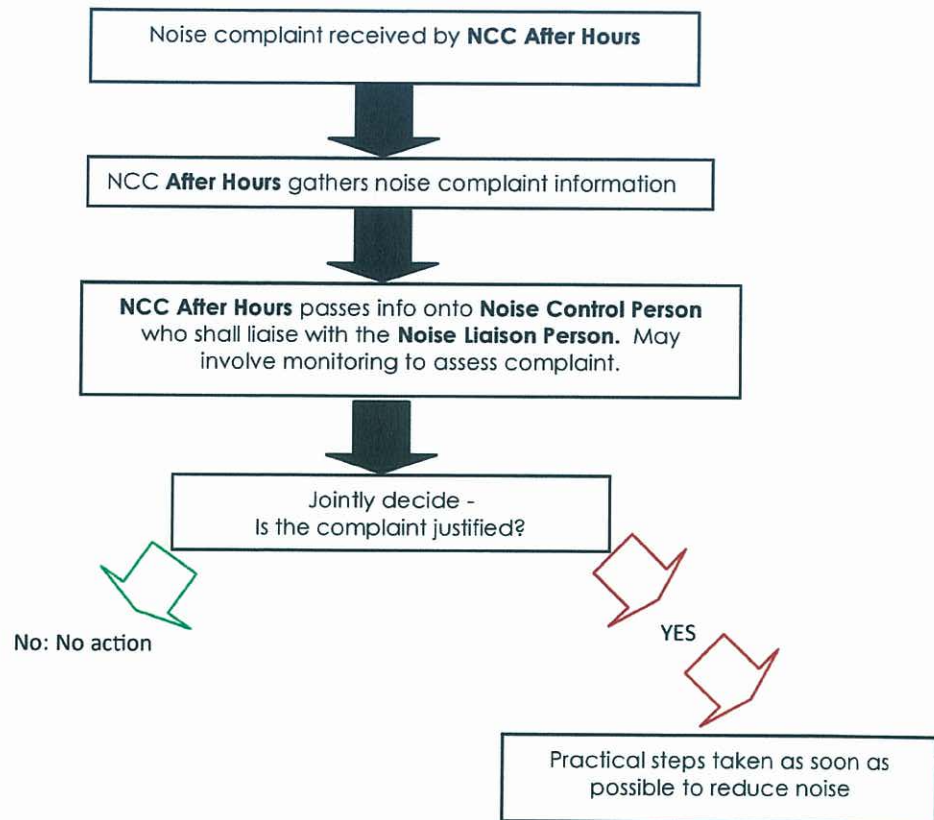 Noise complaint received by NCC After Hours
NCC After Hours gathers noise complaint information
NCC After Hours passes info onto Noise Control Person
who shall liaise with the Noise Liaison Person. May
involve monitoring to assess complaint.
Jointly decide -
Is the complaint justified?
No: No action
YES
Practical steps taken as soon as
possible to reduce noise